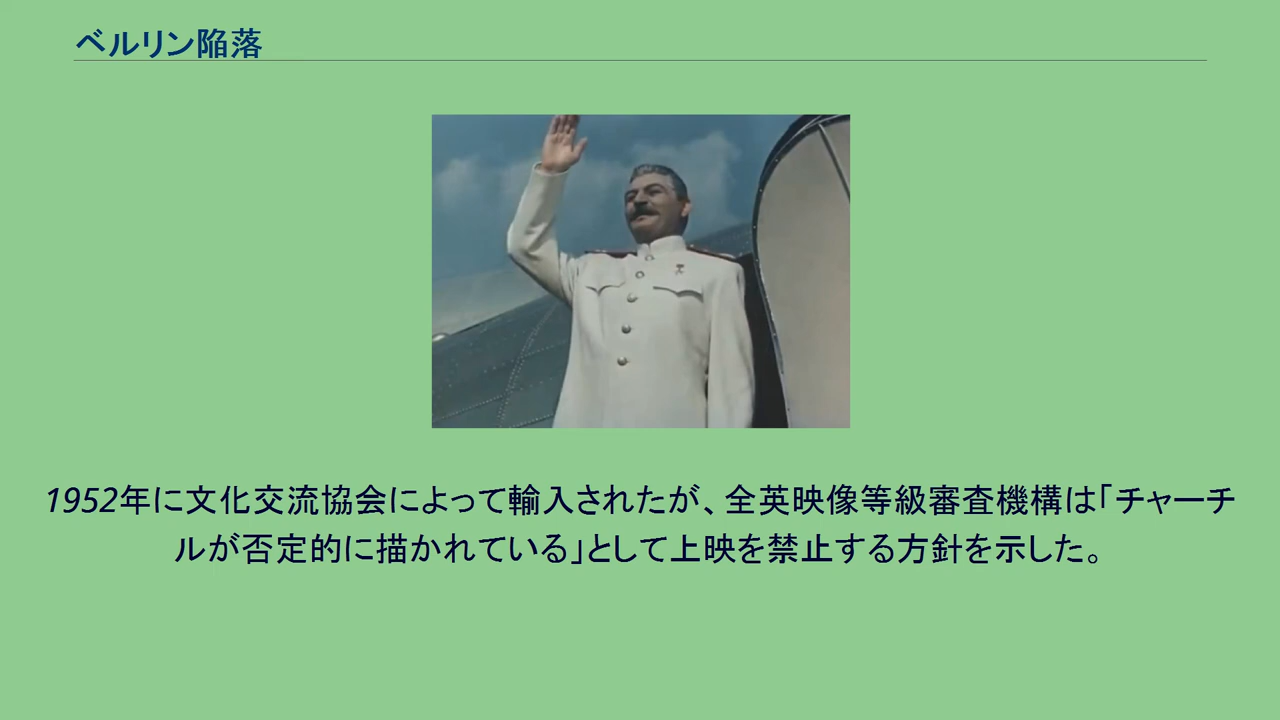 ベルリン陥落
1952年に文化交流協会によって輸入されたが、全英映像等級審査機構は「チャーチ
ルが否定的に描かれている」として上映を禁止する方針を示した。